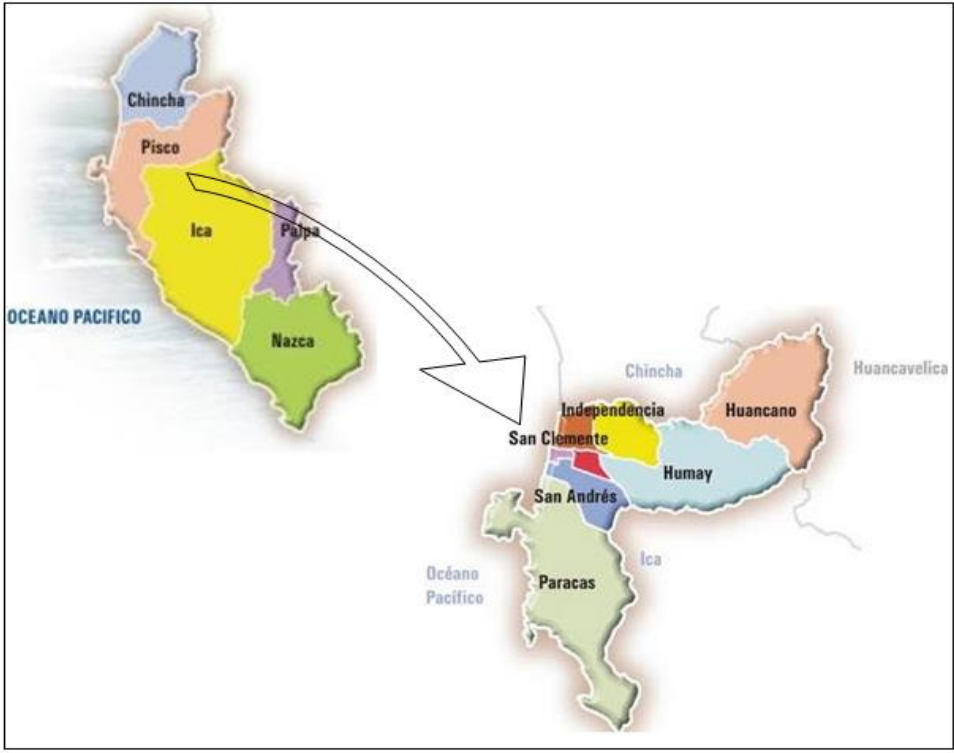 Chincha
Pisco
Ica
Palpa
OCEANO PACIFICO
Nazca
Chincha
Huancavelica
Independencia
Huancano
San Clemente
Humay
San Andrés
Ica
Océano
Pacífico
Paracas